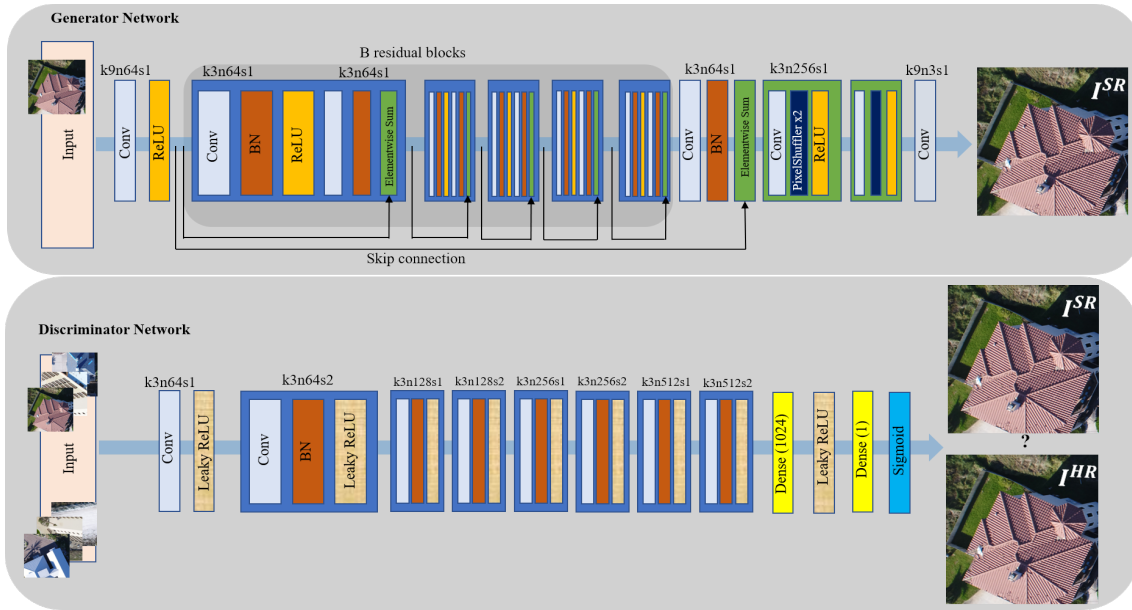 Generator Network
B residual blocks
k9n64s1
k3n64s1
k3n64s1
k3n64s1
k3n256s1
k9n3s1
Input
Conv
ReLU
Conv
BN
ReLU
Elementwise Sum
Conv
BN
Elementwise Sum
Conv
PixelShuffler x2
ReLU
Conv
I^SR
Skip connection
Discriminator Network
k3n64s1
k3n64s2
k3n128s1
k3n128s2
k3n256s1
k3n256s2
k3n512s1
k3n512s2
Input
Conv
Leaky ReLU
Conv
BN
Leaky ReLU
Dense (1024)
Leaky ReLU
Dense (1)
Sigmoid
I^SR
?
I^HR